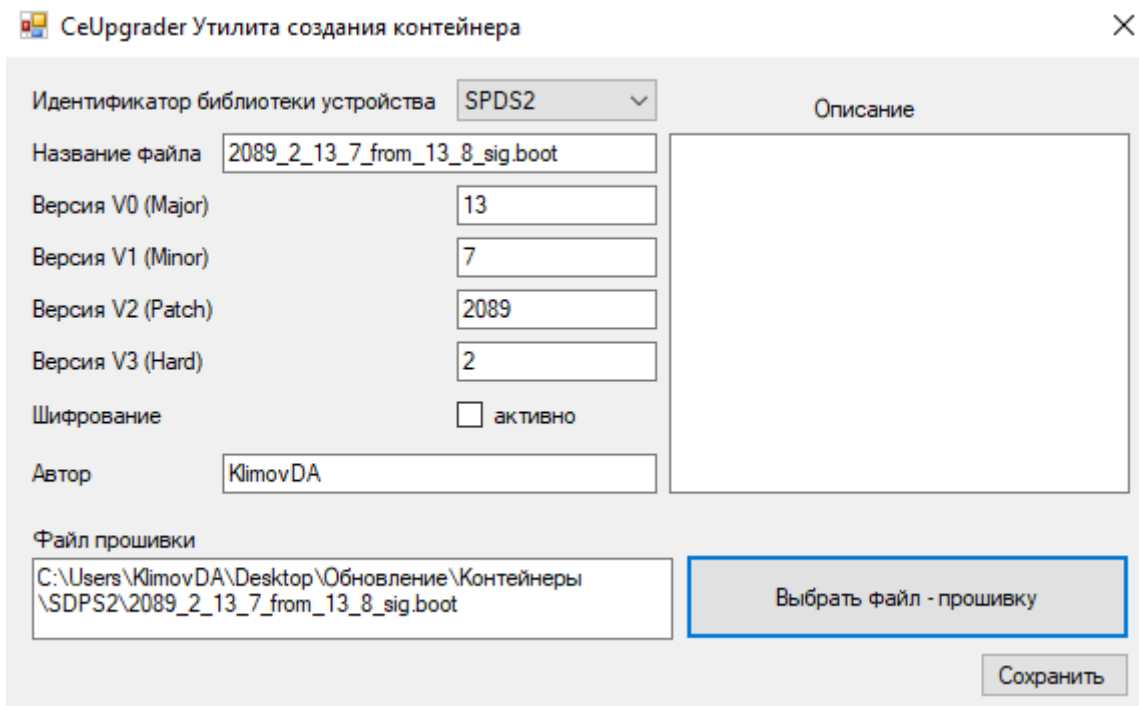 CeUpgrader Утилита создания контейнера
Идентификатор библиотеки устройства SPDS2
Описание
Название файла 2089_2_13_7_from_13_8_sig.boot
Версия V0 (Major) 13
Версия V1 (Minor) 7
Версия V2 (Patch) 2089
Версия V3 (Hard) 2
Шифрование активно
Автор KlimovDA
Файл прошивки
C:\Users\KlimovDA\Desktop\Обновление\Контейнеры
\SDPS2\2089_2_13_7_from_13_8_sig.boot
Выбрать файл - прошивку
Сохранить